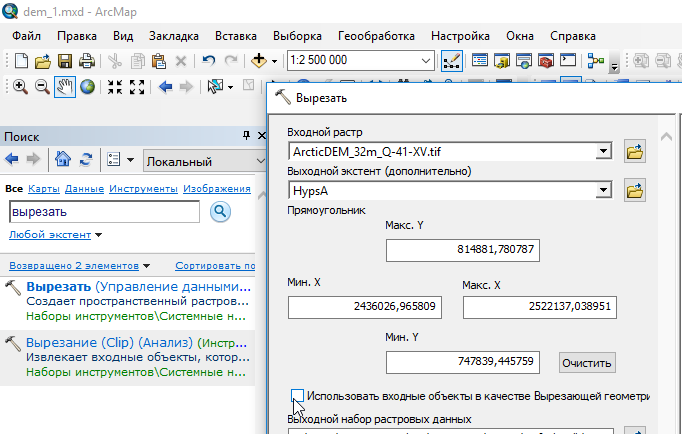 dem_1.mxd - ArcMap
Файл Правка Вид Закладка Вставка Выборка Геообработка Настройка Окна Справка
1:2 500 000
Вырезать
Поиск
Локальный
Все Карты Данные Инструменты Изображения
вырезать
Любой экстент
Возвращено 2 элементов Сортировать по
Вырезать (Управление данными...
Создает пространственный растров...
Наборы инструментов\Системные н...
Вырезание (Clip) (Анализ) (Инстр...
Извлекает входные объекты, котор...
Наборы инструментов\Системные н...
Входной растр
ArcticDEM_32m_Q-41-XV.tif
Выходной экстент (дополнительно)
HypsA
Прямоугольник
Макс. Y
814881,780787
Мин. X Макс. X
2436026,965809 2522137,038951
Мин. Y
747839,445759 Очистить
Использовать входные объекты в качестве Вырезающей геометри
Выходной набор растровых данных